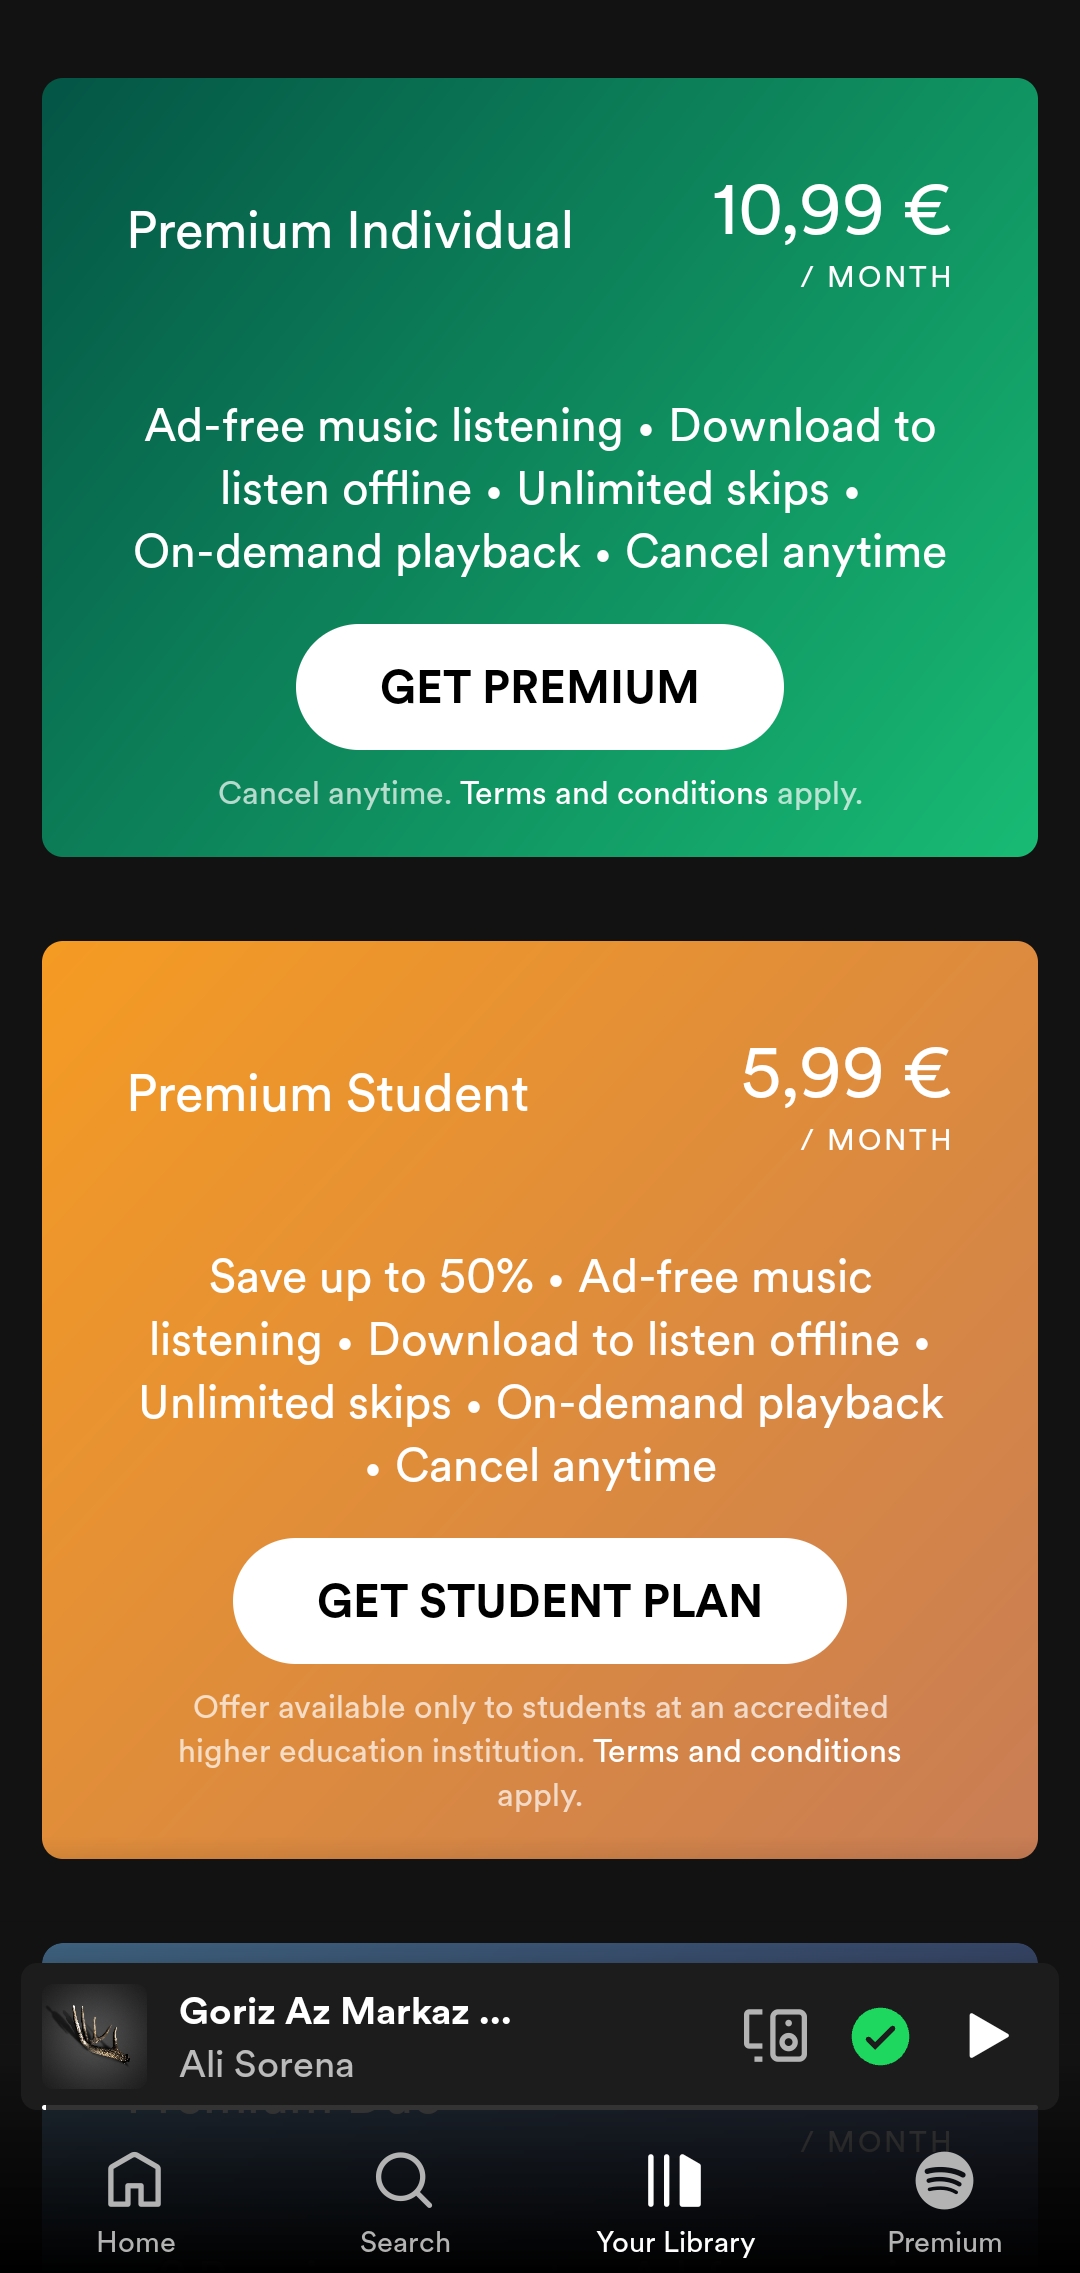 Premium Individual
10,99 €
/ MONTH
Ad-free music listening • Download to
listen offline • Unlimited skips •
On-demand playback • Cancel anytime
GET PREMIUM
Cancel anytime. Terms and conditions apply.
Premium Student
5,99 €
/ MONTH
Save up to 50% • Ad-free music
listening • Download to listen offline •
Unlimited skips • On-demand playback
• Cancel anytime
GET STUDENT PLAN
Offer available only to students at an accredited
higher education institution. Terms and conditions
apply.
Goriz Az Markaz ...
Ali Sorena
/ MONTH
Home
Search
Your Library
Premium